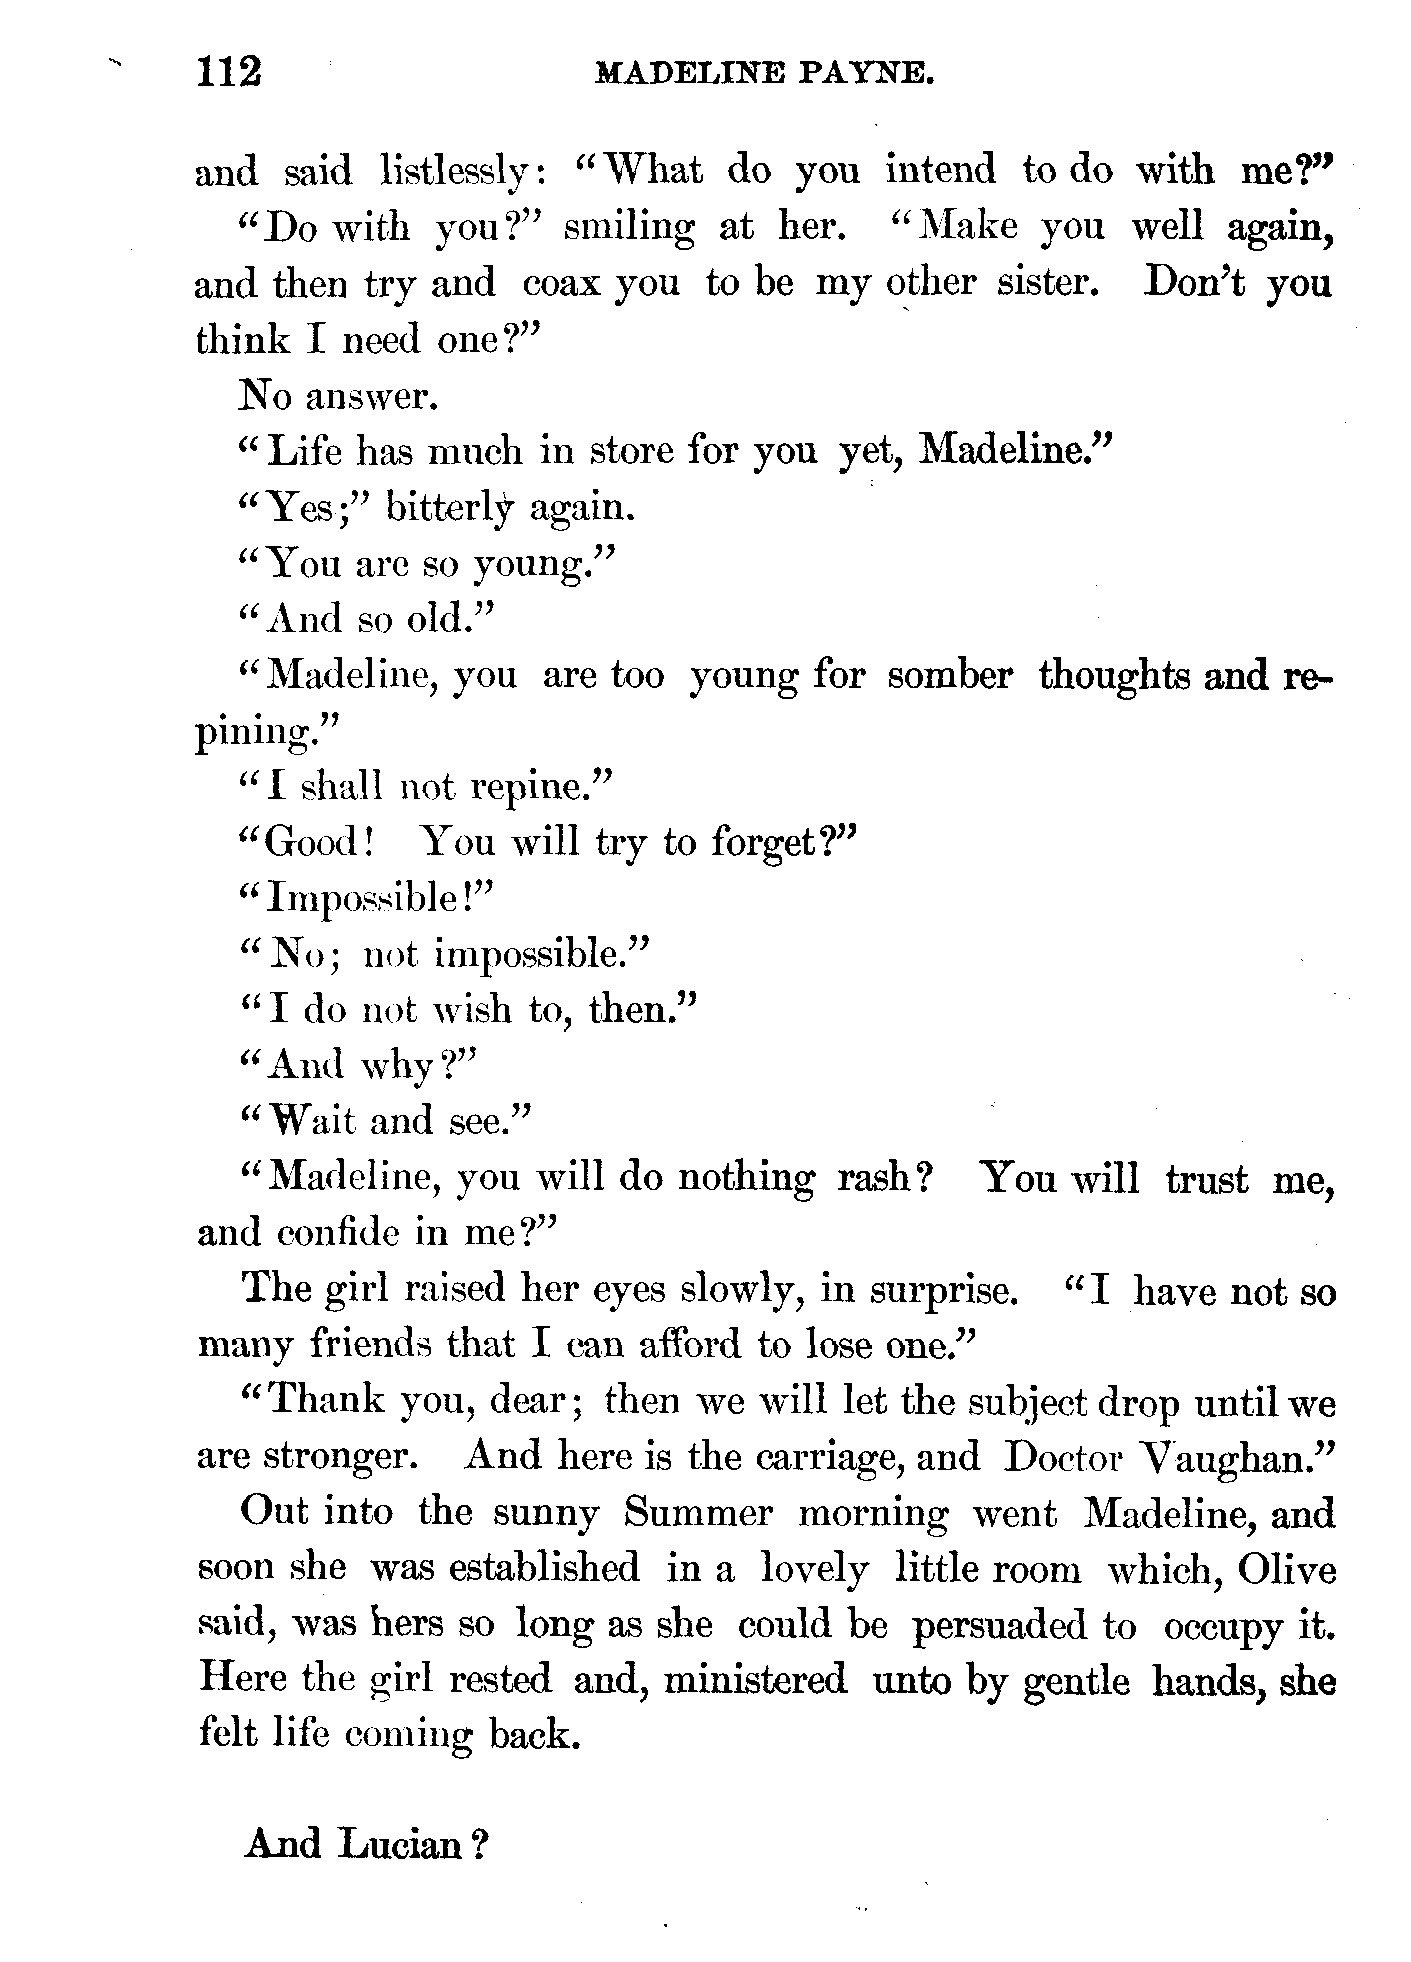 112 MADELINE PAYNE.
and said listlessly: "What do you intend to do with me?"
"Do with you?" smiling at her. "Make you well again,
and then try and coax you to be my other sister. Don't you
think I need one?"
No answer.
"Life has much in store for you yet, Madeline."
"Yes;" bitterly again.
"You are so young."
"And so old."
"Madeline, you are too young for somber thoughts and re-
pining."
"I shall not repine."
"Good! You will try to forget?"
"Impossible!"
"No; not impossible."
"I do not wish to, then."
"And why?"
"Wait and see."
"Madeline, you will do nothing rash? You will trust me,
and confide in me?"
The girl raised her eyes slowly, in surprise. "I have not so
many friends that I can afford to lose one."
"Thank you, dear; then we will let the subject drop until we
are stronger. And here is the carriage, and Doctor Vaughan."
Out into the sunny Summer morning went Madeline, and
soon she was established in a lovely little room which, Olive
said, was hers so long as she could be persuaded to occupy it.
Here the girl rested and, ministered unto by gentle hands, she
felt life coming back.
And Lucian?